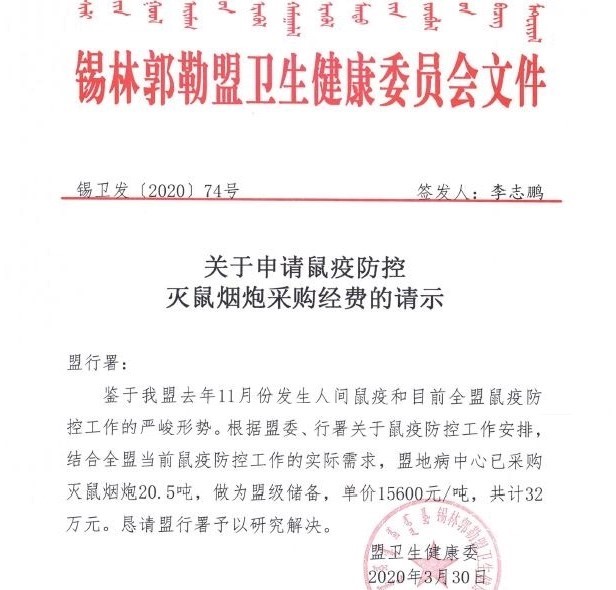 锡林郭勒盟卫生健康委员会文件
锡卫发〔2020〕74号 签发人：李志鹏
关于申请鼠疫防控
灭鼠烟炮采购经费的请示
盟行署：
鉴于我盟去年11月份发生人间鼠疫和目前全盟鼠疫防
控工作的严峻形势。根据盟委、行署关于鼠疫防控工作安排，
结合全盟当前鼠疫防控工作的实际需求，盟地病中心已采购
灭鼠烟炮20.5吨，做为盟级储备，单价15600元/吨，共计32
万元。恳请盟行署予以研究解决。
锡林郭勒盟卫生健
盟卫生健康委
2020年3月30日